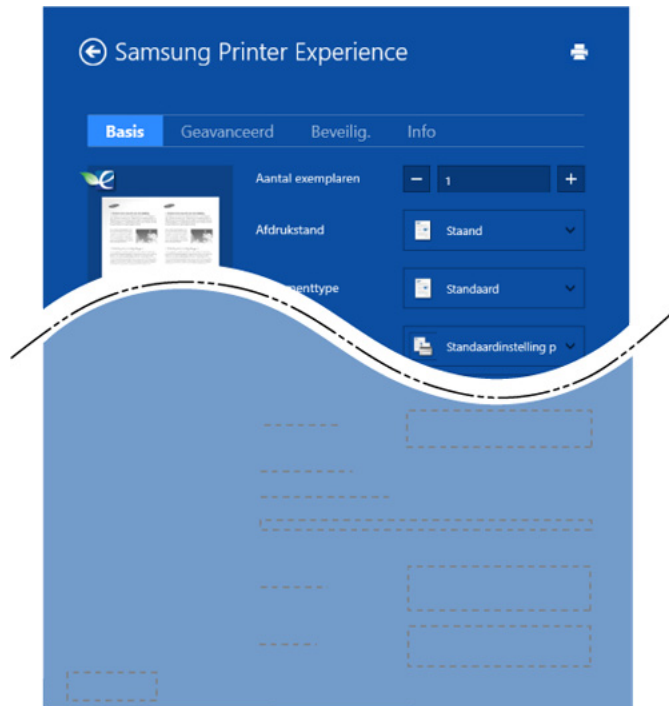 Samsung Printer Experience
Basis Geavanceerd Beveilig. Info
Aantal exemplaren 1
Afdrukstand Staand
Standaard
Standaardinstelling p